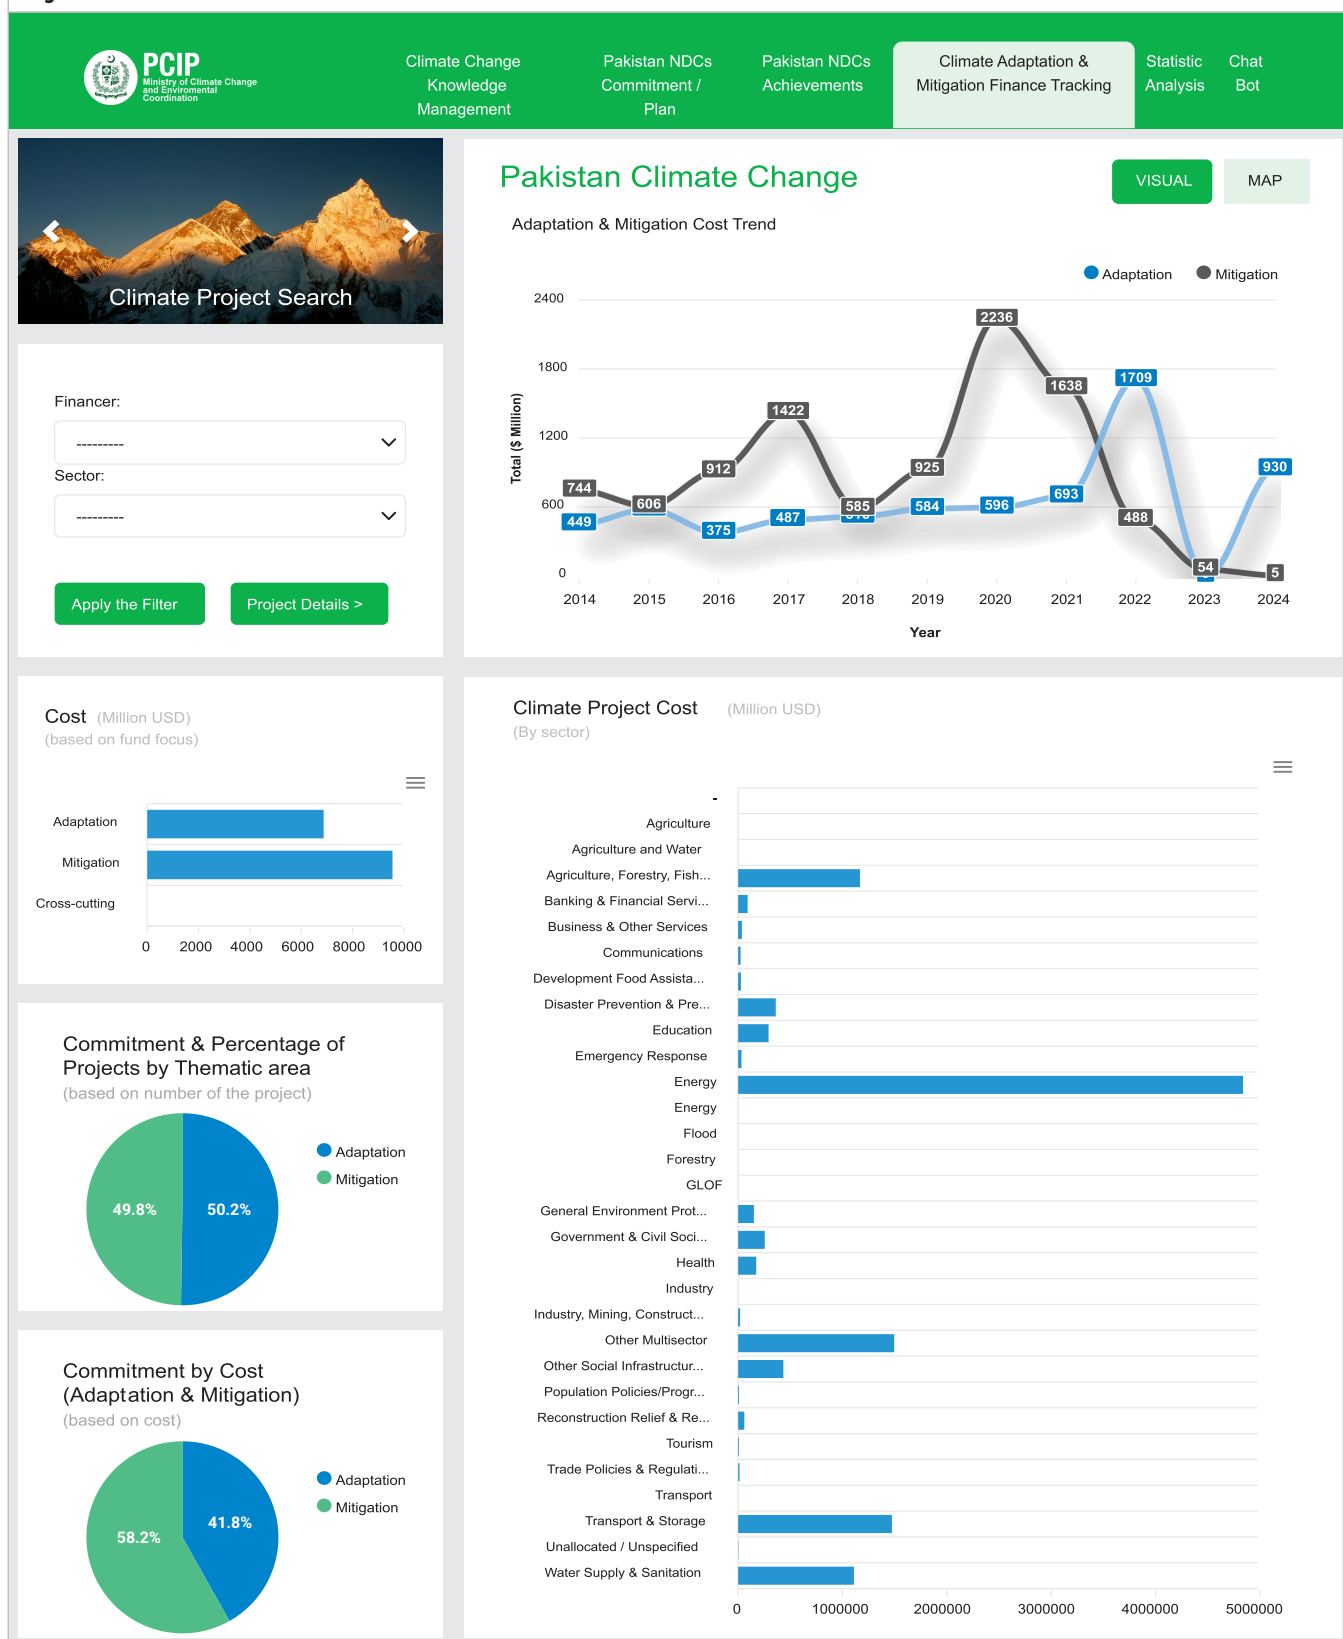 PCIP
Ministry of Climate Change
and Enviromental
Coordination
Climate Change
Knowledge
Management
Pakistan NDCs
Commitment /
Plan
Pakistan NDCs
Achievements
Climate Adaptation &
Mitigation Finance Tracking
Statistic
Analysis
Chat
Bot
Climate Project Search
Financer:
---------
Sector:
---------
Apply the Filter
Project Details >
Pakistan Climate Change
VISUAL
MAP
Adaptation & Mitigation Cost Trend
Adaptation
Mitigation
Total ($ Million)
2400
1800
1200
600
0
744
606
912
1422
585
925
2236
1638
488
54
5
449
375
487
584
596
693
1709
930
2014
2015
2016
2017
2018
2019
2020
2021
2022
2023
2024
Year
Cost (Million USD)
(based on fund focus)
Adaptation
Mitigation
Cross-cutting
0 2000 4000 6000 8000 10000
Commitment & Percentage of
Projects by Thematic area
(based on number of the project)
49.8%
50.2%
Adaptation
Mitigation
Commitment by Cost
(Adaptation & Mitigation)
(based on cost)
58.2%
41.8%
Adaptation
Mitigation
Climate Project Cost (Million USD)
(By sector)
-
Agriculture
Agriculture and Water
Agriculture, Forestry, Fish...
Banking & Financial Servi...
Business & Other Services
Communications
Development Food Assista...
Disaster Prevention & Pre...
Education
Emergency Response
Energy
Energy
Flood
Forestry
GLOF
General Environment Prot...
Government & Civil Soci...
Health
Industry
Industry, Mining, Construct...
Other Multisector
Other Social Infrastructur...
Population Policies/Progr...
Reconstruction Relief & Re...
Tourism
Trade Policies & Regulati...
Transport
Transport & Storage
Unallocated / Unspecified
Water Supply & Sanitation
0 1000000 2000000 3000000 4000000 5000000